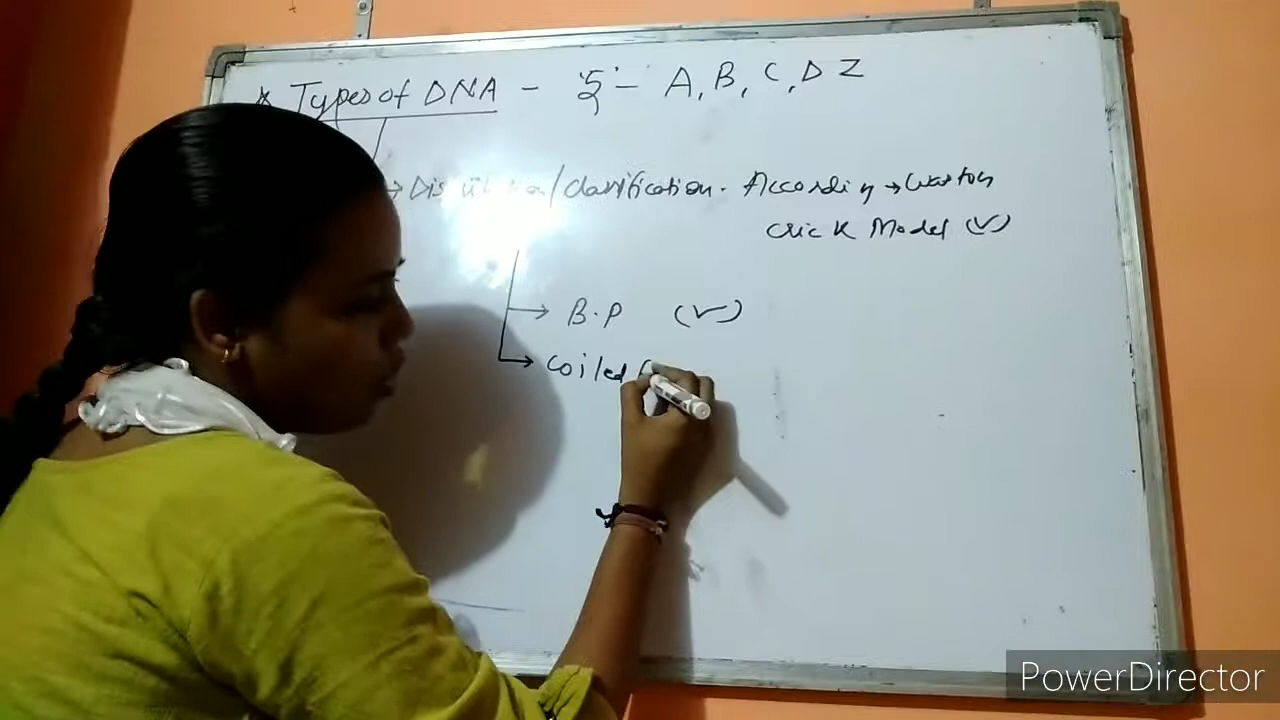 * Types of DNA - 5 - A, B, C, D Z
→ /Classification. According → Watson
Crick Model (✓)
→ B.P (✓)
→ Coiled (
PowerDirector